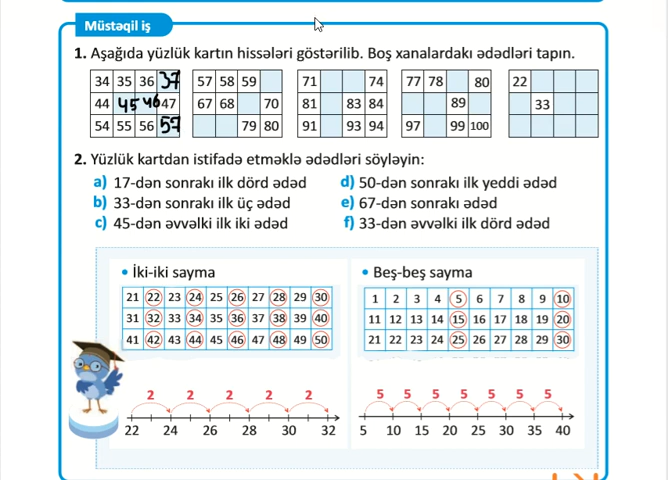 Müstəqil iş
1. Aşağıda yüzlük kartın hissələri göstərilib. Boş xanalardakı ədədləri tapın.
34 35 36 37 57 58 59 71 74 77 78 80 22
44 45 46 47 67 68 70 81 83 84 89 33
54 55 56 57 79 80 91 93 94 97 99 100
2. Yüzlük kartdan istifadə etməklə ədədləri söyləyin:
a) 17-dən sonrakı ilk dörd ədəd d) 50-dən sonrakı ilk yeddi ədəd
b) 33-dən sonrakı ilk üç ədəd e) 67-dən sonrakı ədəd
c) 45-dən əvvəlki ilk iki ədəd f) 33-dən əvvəlki ilk dörd ədəd
• İki-iki sayma
21 22 23 24 25 26 27 28 29 30
31 32 33 34 35 36 37 38 39 40
41 42 43 44 45 46 47 48 49 50
2 2 2 2 2
22 24 26 28 30 32
• Beş-beş sayma
1 2 3 4 5 6 7 8 9 10
11 12 13 14 15 16 17 18 19 20
21 22 23 24 25 26 27 28 29 30
5 5 5 5 5 5 5
5 10 15 20 25 30 35 40